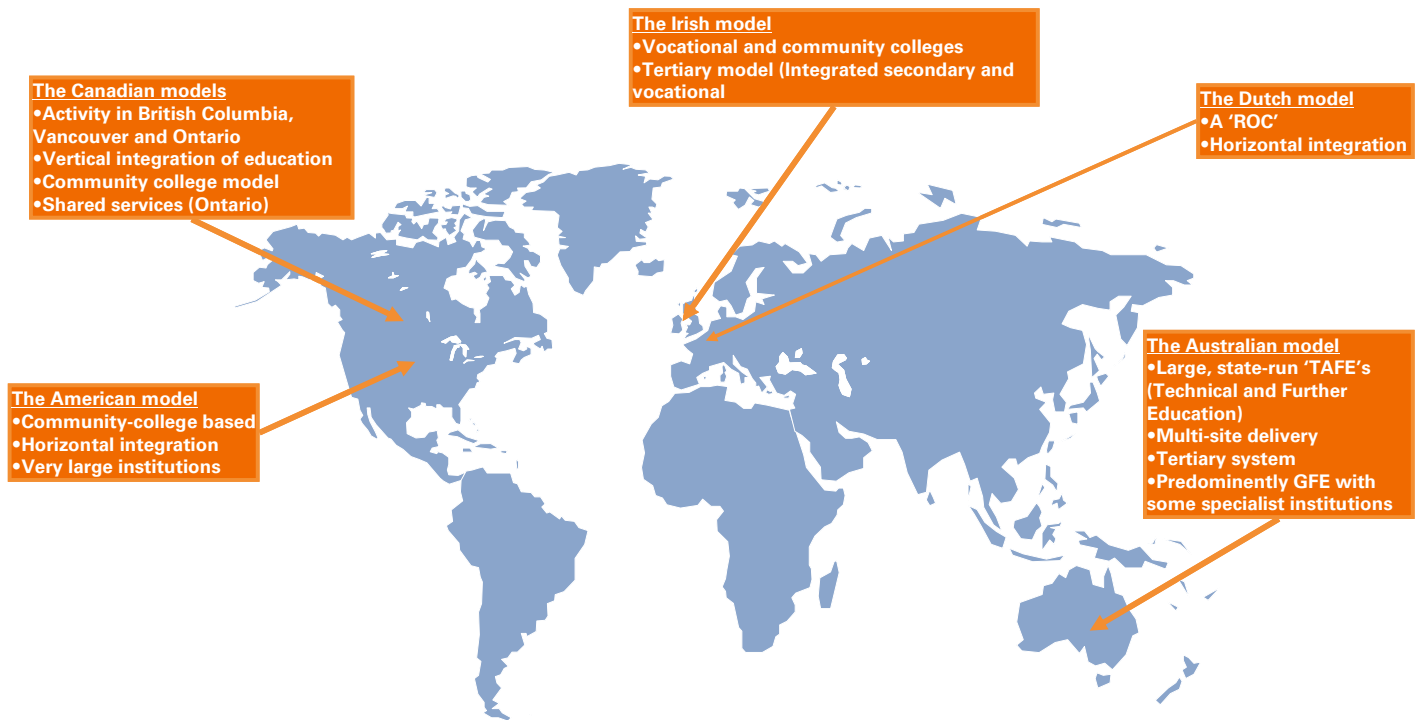 The Irish model
•Vocational and community colleges
•Tertiary model (Integrated secondary and
vocational
The Canadian models
•Activity in British Columbia,
Vancouver and Ontario
•Vertical integration of education
•Community college model
•Shared services (Ontario)
The Dutch model
•A ‘ROC’
•Horizontal integration
The American model
•Community-college based
•Horizontal integration
•Very large institutions
The Australian model
•Large, state-run ‘TAFE’s
(Technical and Further
Education)
•Multi-site delivery
•Tertiary system
•Predominently GFE with
some specialist institutions